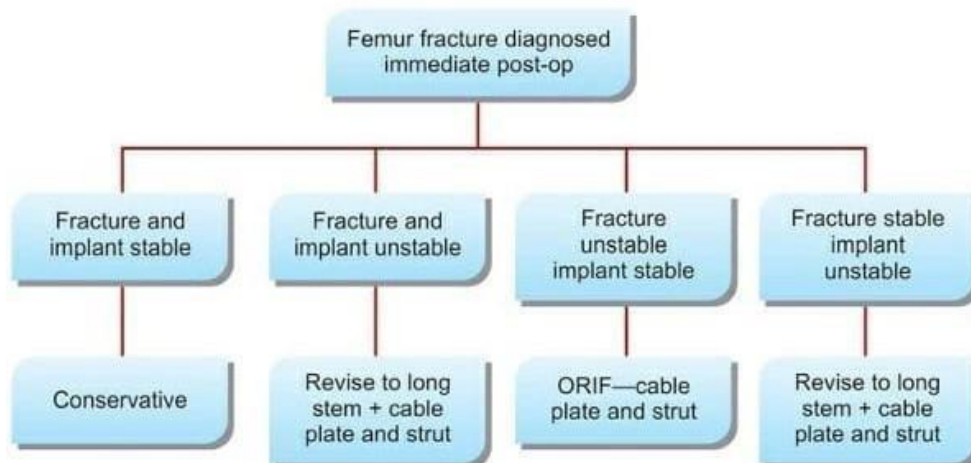 Femur fracture diagnosed
immediate post-op
Fracture and
implant stable
Fracture and
implant unstable
Fracture
unstable
implant stable
Fracture stable
implant
unstable
Conservative
Revise to long
stem + cable
plate and strut
ORIF—cable
plate and strut
Revise to long
stem + cable
plate and strut